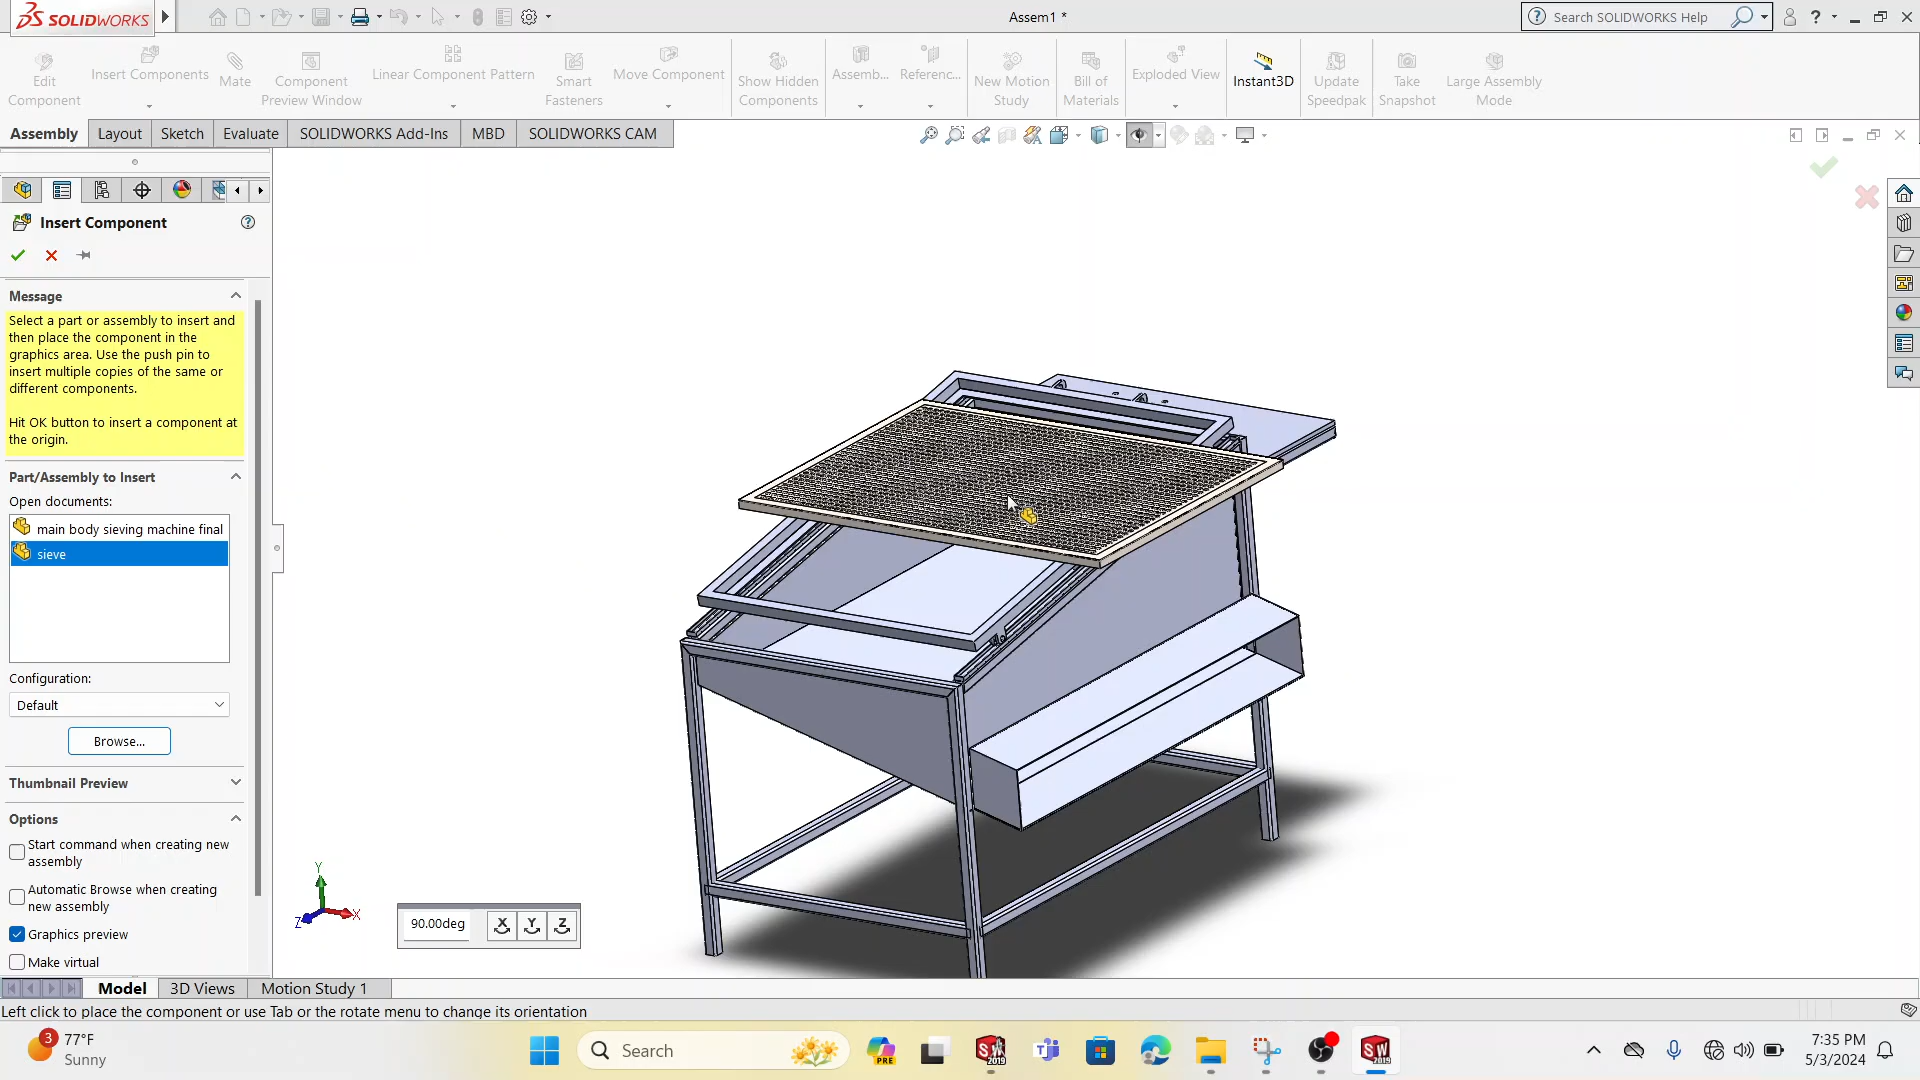 SOLIDWORKS
Assem1 *
Search SOLIDWORKS Help
?
Edit Component
Insert Components
Mate
Component Preview Window
Linear Component Pattern
Smart Fasteners
Move Component
Show Hidden Components
Assemb...
Referenc...
New Motion Study
Bill of Materials
Exploded View
Instant3D
Update Speedpak
Take Snapshot
Large Assembly Mode
Assembly
Layout
Sketch
Evaluate
SOLIDWORKS Add-Ins
MBD
SOLIDWORKS CAM
Insert Component
Message
Select a part or assembly to insert and
then place the component in the
graphics area. Use the push pin to
insert multiple copies of the same or
different components.
Hit OK button to insert a component at
the origin.
Part/Assembly to Insert
Open documents:
main body sieving machine final
sieve
Configuration:
Default
Browse...
Thumbnail Preview
Options
Start command when creating new
assembly
Automatic Browse when creating
new assembly
Graphics preview
Make virtual
Y
X
Z
90.00deg
X
Y
Z
Model
3D Views
Motion Study 1
Left click to place the component or use Tab or the rotate menu to change its orientation
3
77°F
Sunny
Search
PRE
SW
2019
SW
2019
7:35 PM
5/3/2024